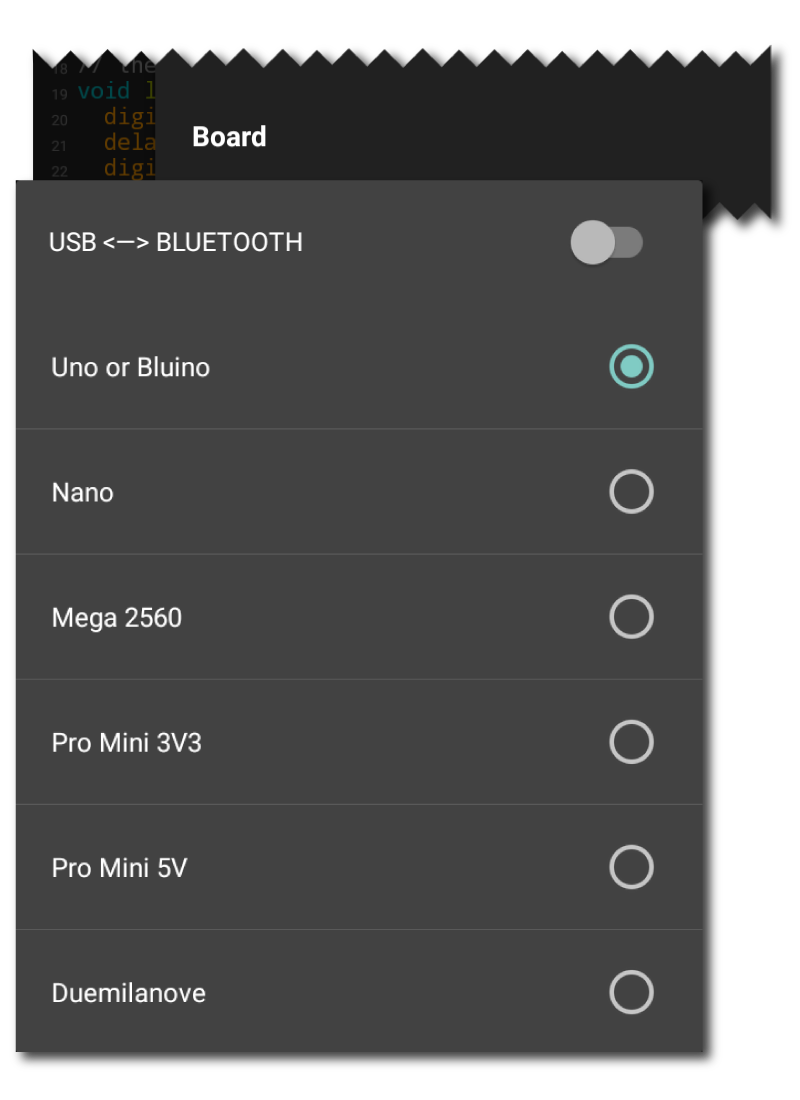 18 // the
19 void l
20 digi
21 dela
22 digi
Board
USB <—> BLUETOOTH
Uno or Bluino
Nano
Mega 2560
Pro Mini 3V3
Pro Mini 5V
Duemilanove